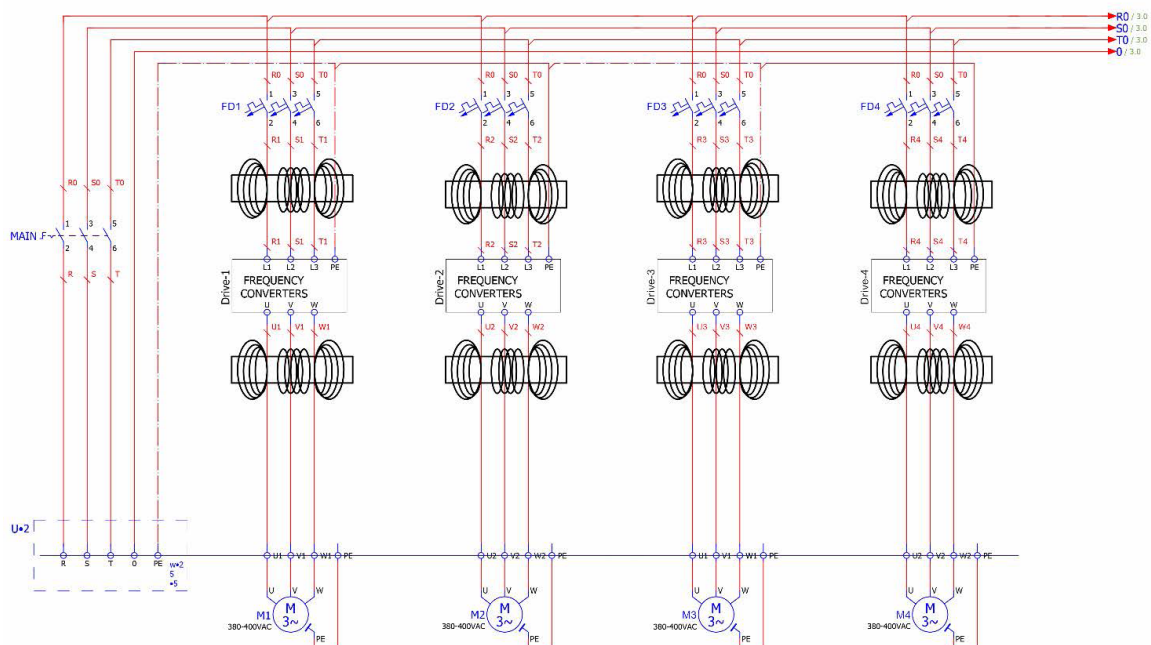 R0 / 3.0
S0 / 3.0
T0 / 3.0
0 / 3.0
R0 S0 T0 R0 S0 T0 R0 S0 T0 R0 S0 T0
1 3 5 1 3 5 1 3 5 1 3 5
FD1 FD2 FD3 FD4
2 4 6 2 4 6 2 4 6 2 4 6
R1 S1 T1 R2 S2 T2 R3 S3 T3 R4 S4 T4
R0 S0 T0
1 3 5
MAIN
2 4 6
R1 S1 T1 R2 S2 T2 R3 S3 T3 R4 S4 T4
L1 L2 L3 PE L1 L2 L3 PE L1 L2 L3 PE L1 L2 L3 PE
R S T
Drive-1
FREQUENCY
CONVERTERS
Drive-2
FREQUENCY
CONVERTERS
Drive-3
FREQUENCY
CONVERTERS
Drive-4
FREQUENCY
CONVERTERS
U V W U V W U V W U V W
U1 V1 W1 U2 V2 W2 U3 V3 W3 U4 V4 W4
U•2
U1 V1 W1 PE U2 V2 W2 PE U1 V1 W1 PE U2 V2 W2 PE
R S T 0 PE
w•2
S
•5
U V W U V W U V W U V W
M1 M 3~ M2 M 3~ M3 M 3~ M4 M 3~
380-400VAC 380-400VAC 380-400VAC 380-400VAC
PE PE PE PE